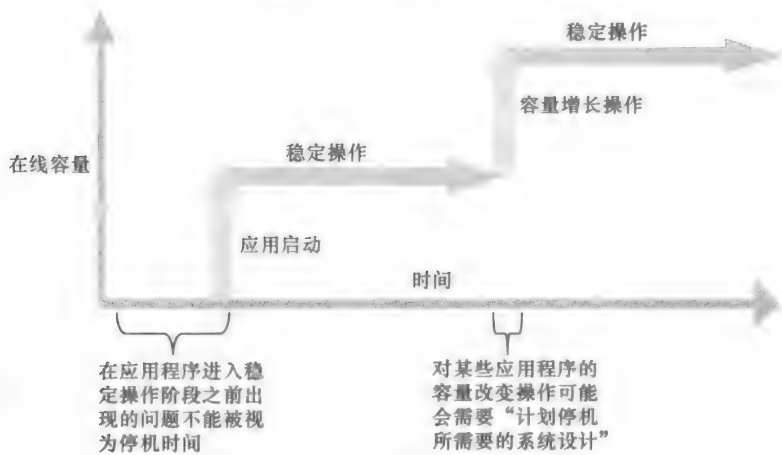 稳定操作
容量增长操作
在线容量
稳定操作
应用启动
时间
在应用程序进入稳
定操作阶段之前出
现的问题不能被视
为停机时间
对某些应用程序的
容量改变操作可能
会需要“计划停机
所需要的系统设计”